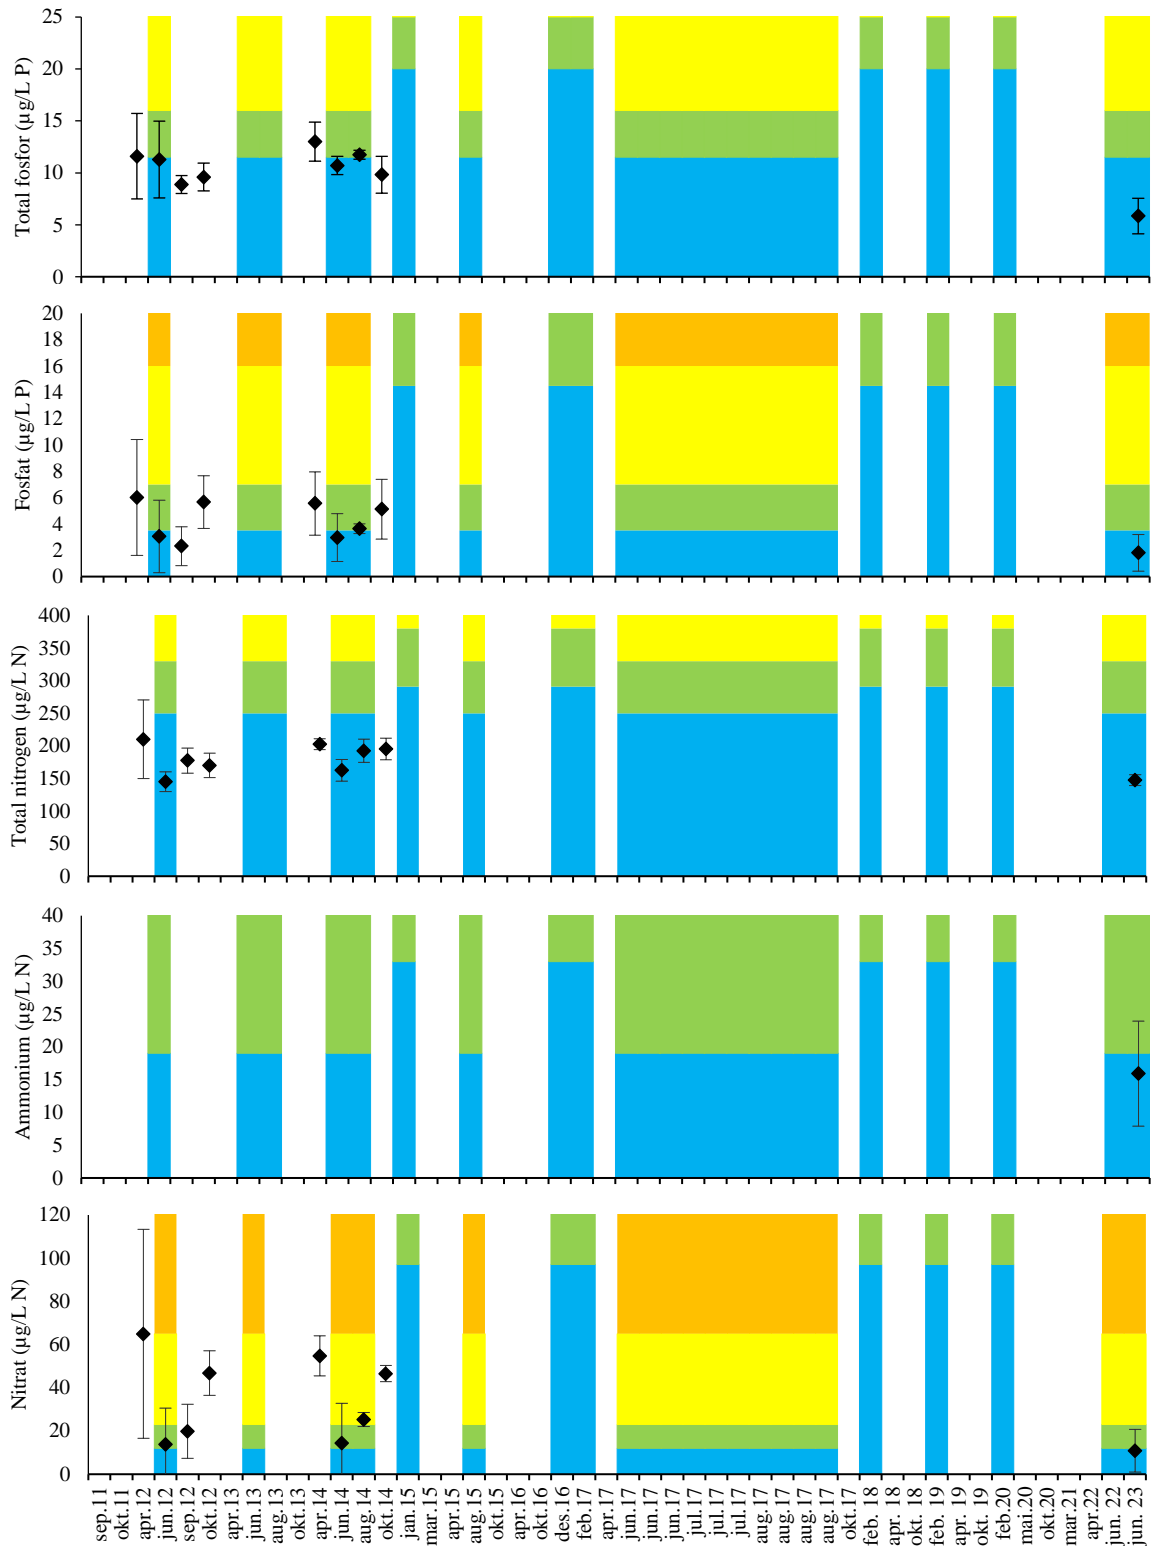 Total fosfor (µg/L P)
25
20
15
10
5
0
Fosfat (µg/L P)
20
18
16
14
12
10
8
6
4
2
0
Total nitrogen (µg/L N)
400
350
300
250
200
150
100
50
0
Ammonium (µg/L N)
40
35
30
25
20
15
10
5
0
Nitrat (µg/L N)
120
100
80
60
40
20
0
sep.11
okt.11
apr.12
jun.12
sep.12
okt.12
apr.13
jun.13
aug.13
okt.13
apr.14
jun.14
aug.14
okt.14
jan.15
mar.15
apr.15
aug.15
okt.15
apr.16
okt.16
des.16
feb.17
apr.17
jun.17
jun.17
jun.17
jul.17
jul.17
jul.17
aug.17
aug.17
aug.17
aug.17
okt.17
feb. 18
apr. 18
okt. 18
feb. 19
apr. 19
okt. 19
feb.20
mai.20
okt.20
mar.21
apr.22
jun. 22
jun. 23